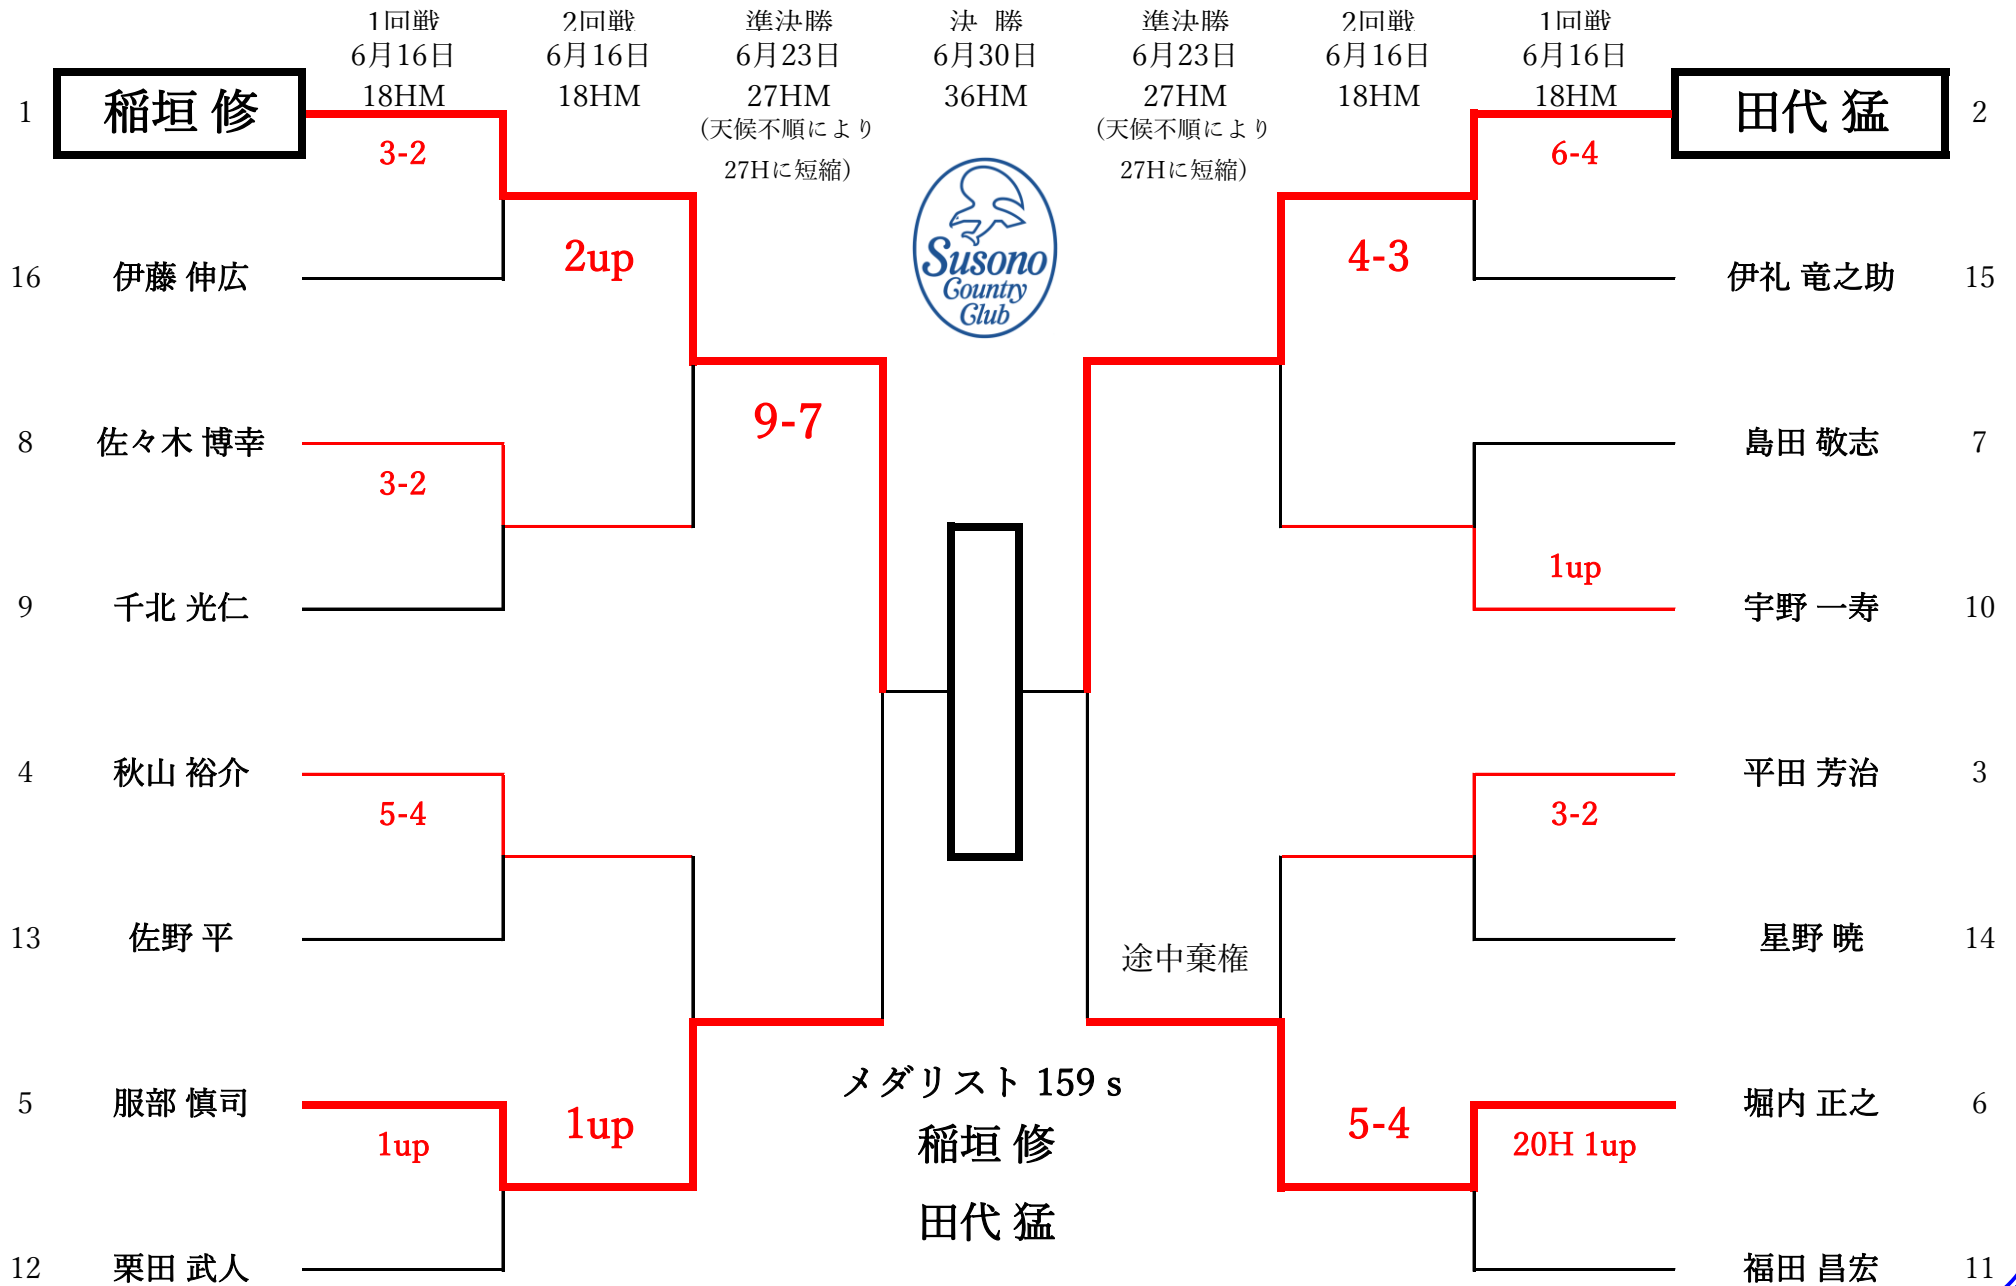 1回戦 2回戦 準決勝 決 勝 準決勝 2回戦 1回戦
6月16日 6月16日 6月23日 6月30日 6月23日 6月16日 6月16日
18HM 18HM 27HM 36HM 27HM 18HM 18HM
(天候不順により (天候不順により
27Hに短縮) 27Hに短縮)
1 稲垣 修 田代 猛 2
3-2 6-4
Susono
Country
Club
2up 4-3
16 伊藤 伸広 伊礼 竜之助 15
9-7
8 佐々木 博幸 島田 敬志 7
3-2
1up
9 千北 光仁 宇野 一寿 10
4 秋山 裕介 平田 芳治 3
5-4 3-2
13 佐野 平 星野 暁 14
途中棄権
メダリスト 159 s
5 服部 慎司 堀内 正之 6
1up 1up 稲垣 修 5-4 20H 1up
田代 猛
12 栗田 武人 福田 昌宏 11